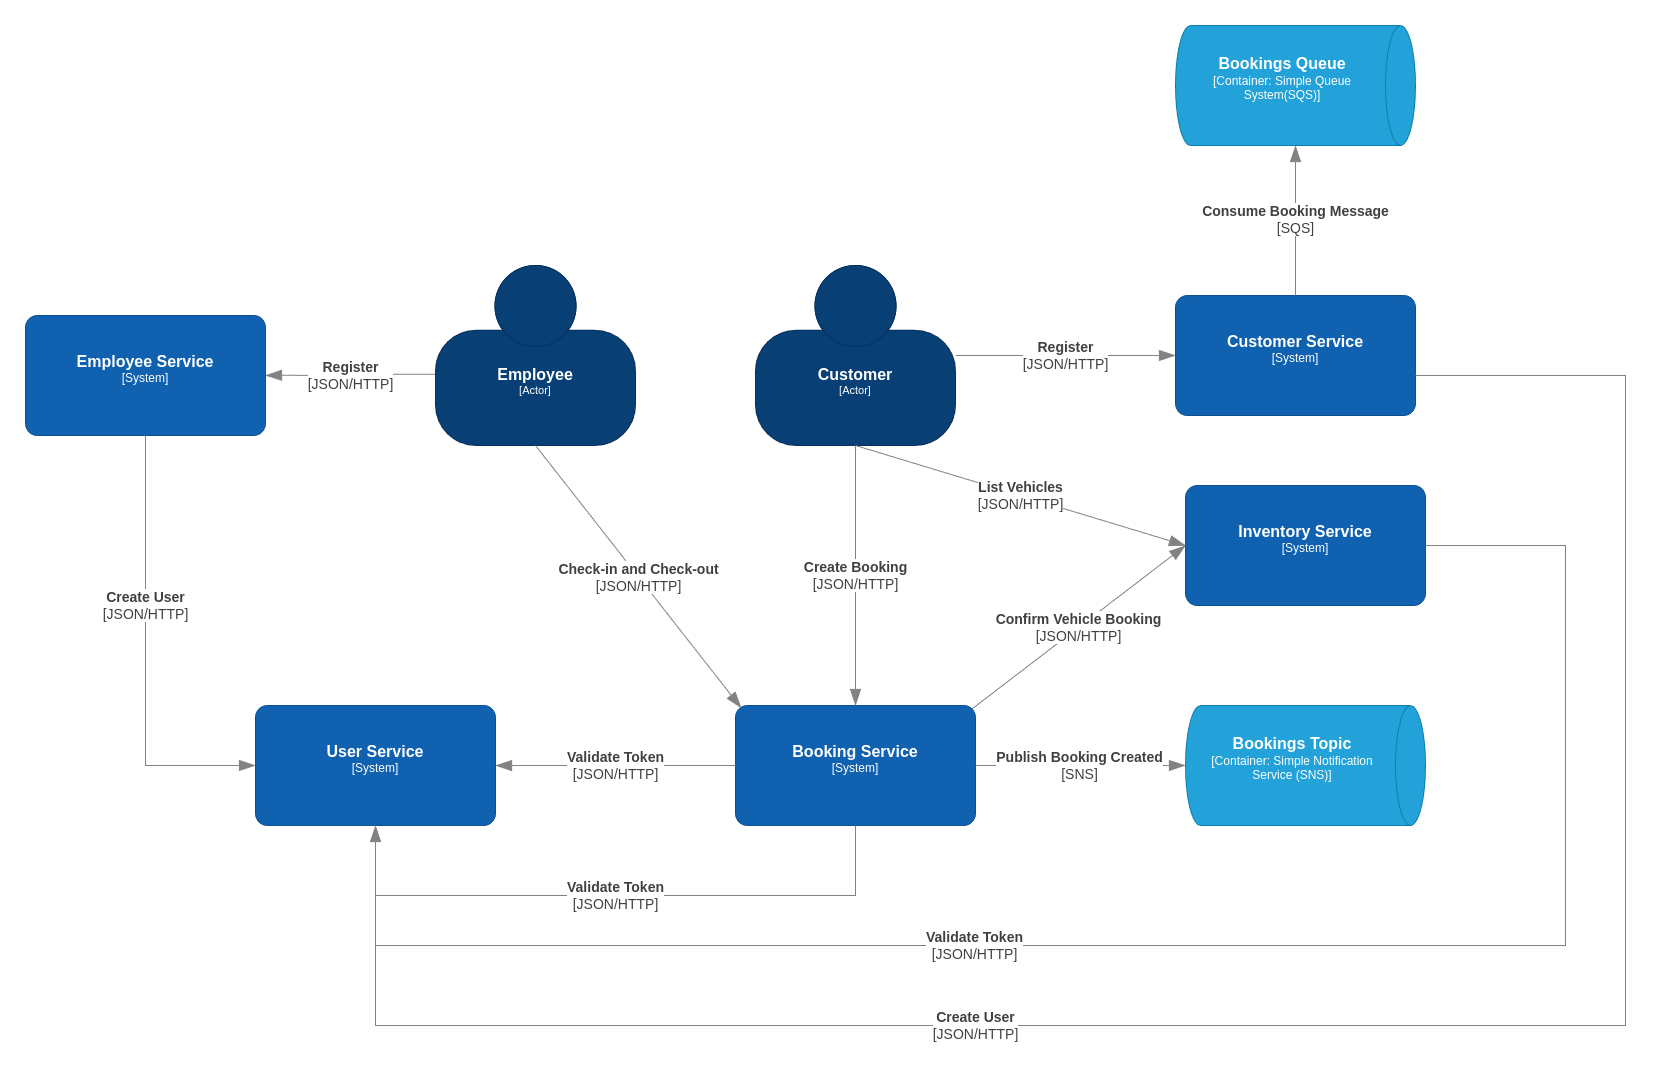 Bookings Queue
[Container: Simple Queue
System(SQS)]
Consume Booking Message
[SQS]
Employee Service
[System]
Register
[JSON/HTTP]
Employee
[Actor]
Customer
[Actor]
Register
[JSON/HTTP]
Customer Service
[System]
List Vehicles
[JSON/HTTP]
Inventory Service
[System]
Check-in and Check-out
[JSON/HTTP]
Create Booking
[JSON/HTTP]
Create User
[JSON/HTTP]
Confirm Vehicle Booking
[JSON/HTTP]
User Service
[System]
Validate Token
[JSON/HTTP]
Booking Service
[System]
Publish Booking Created
[SNS]
Bookings Topic
[Container: Simple Notification
Service (SNS)]
Validate Token
[JSON/HTTP]
Validate Token
[JSON/HTTP]
Create User
[JSON/HTTP]